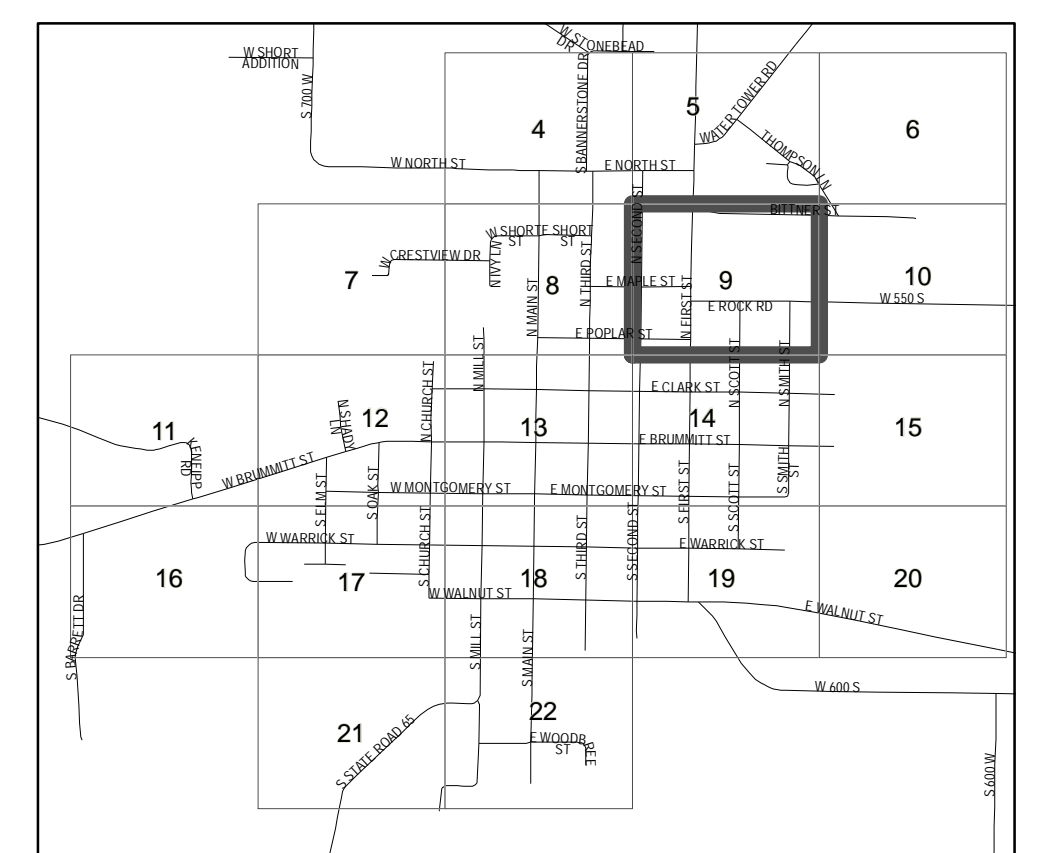 W STONEBEAD
DR
W SHORT
ADDITION
S 700 W
S BANNERSTONE DR
5
WATER TOWER RD
4
6
THOMPSON LN
W NORTH ST
E NORTH ST
N SECOND ST
BITTNER ST
W SHORT
ST
E SHORT
ST
W
CRESTVIEW DR
N IVY LN
N THIRD ST
7
8
E MAPLE ST
9
10
N MAIN ST
N FIRST ST
E ROCK RD
W 550 S
E POPLAR ST
N MILL ST
N SCOTT ST
N SMITH ST
N CHURCH ST
E CLARK ST
N SHADY
LN
11
12
13
14
15
KNEIPP
RD
E BRUMMITT ST
W BRUMMITT ST
S SMITH
ST
S ELM ST
S OAK ST
W MONTGOMERY ST
E MONTGOMERY ST
S FIRST ST
S SCOTT ST
S CHURCH ST
S THIRD ST
S SECOND ST
W WARRICK ST
E WARRICK ST
16
17
18
19
20
W WALNUT ST
E WALNUT ST
S BARRETT DR
S MILL ST
S MAIN ST
W 600 S
21
22
S STATE ROAD 65
E WOODB
ST
REE
W 600 S